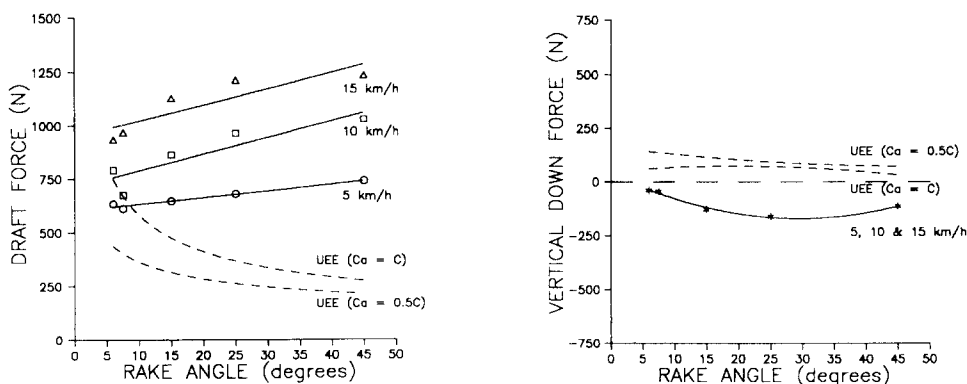 1500
1250
1000
750
500
250
0
DRAFT FORCE (N)
15 km/h
10 km/h
5 km/h
UEE (Ca = C)
UEE (Ca = 0.5C)
0 5 10 15 20 25 30 35 40 45 50
RAKE ANGLE (degrees)
750
500
250
0
-250
-500
-750
VERTICAL DOWN FORCE (N)
UEE (Ca = 0.5C)
UEE (Ca = C)
5, 10 & 15 km/h
0 5 10 15 20 25 30 35 40 45 50
RAKE ANGLE (degrees)